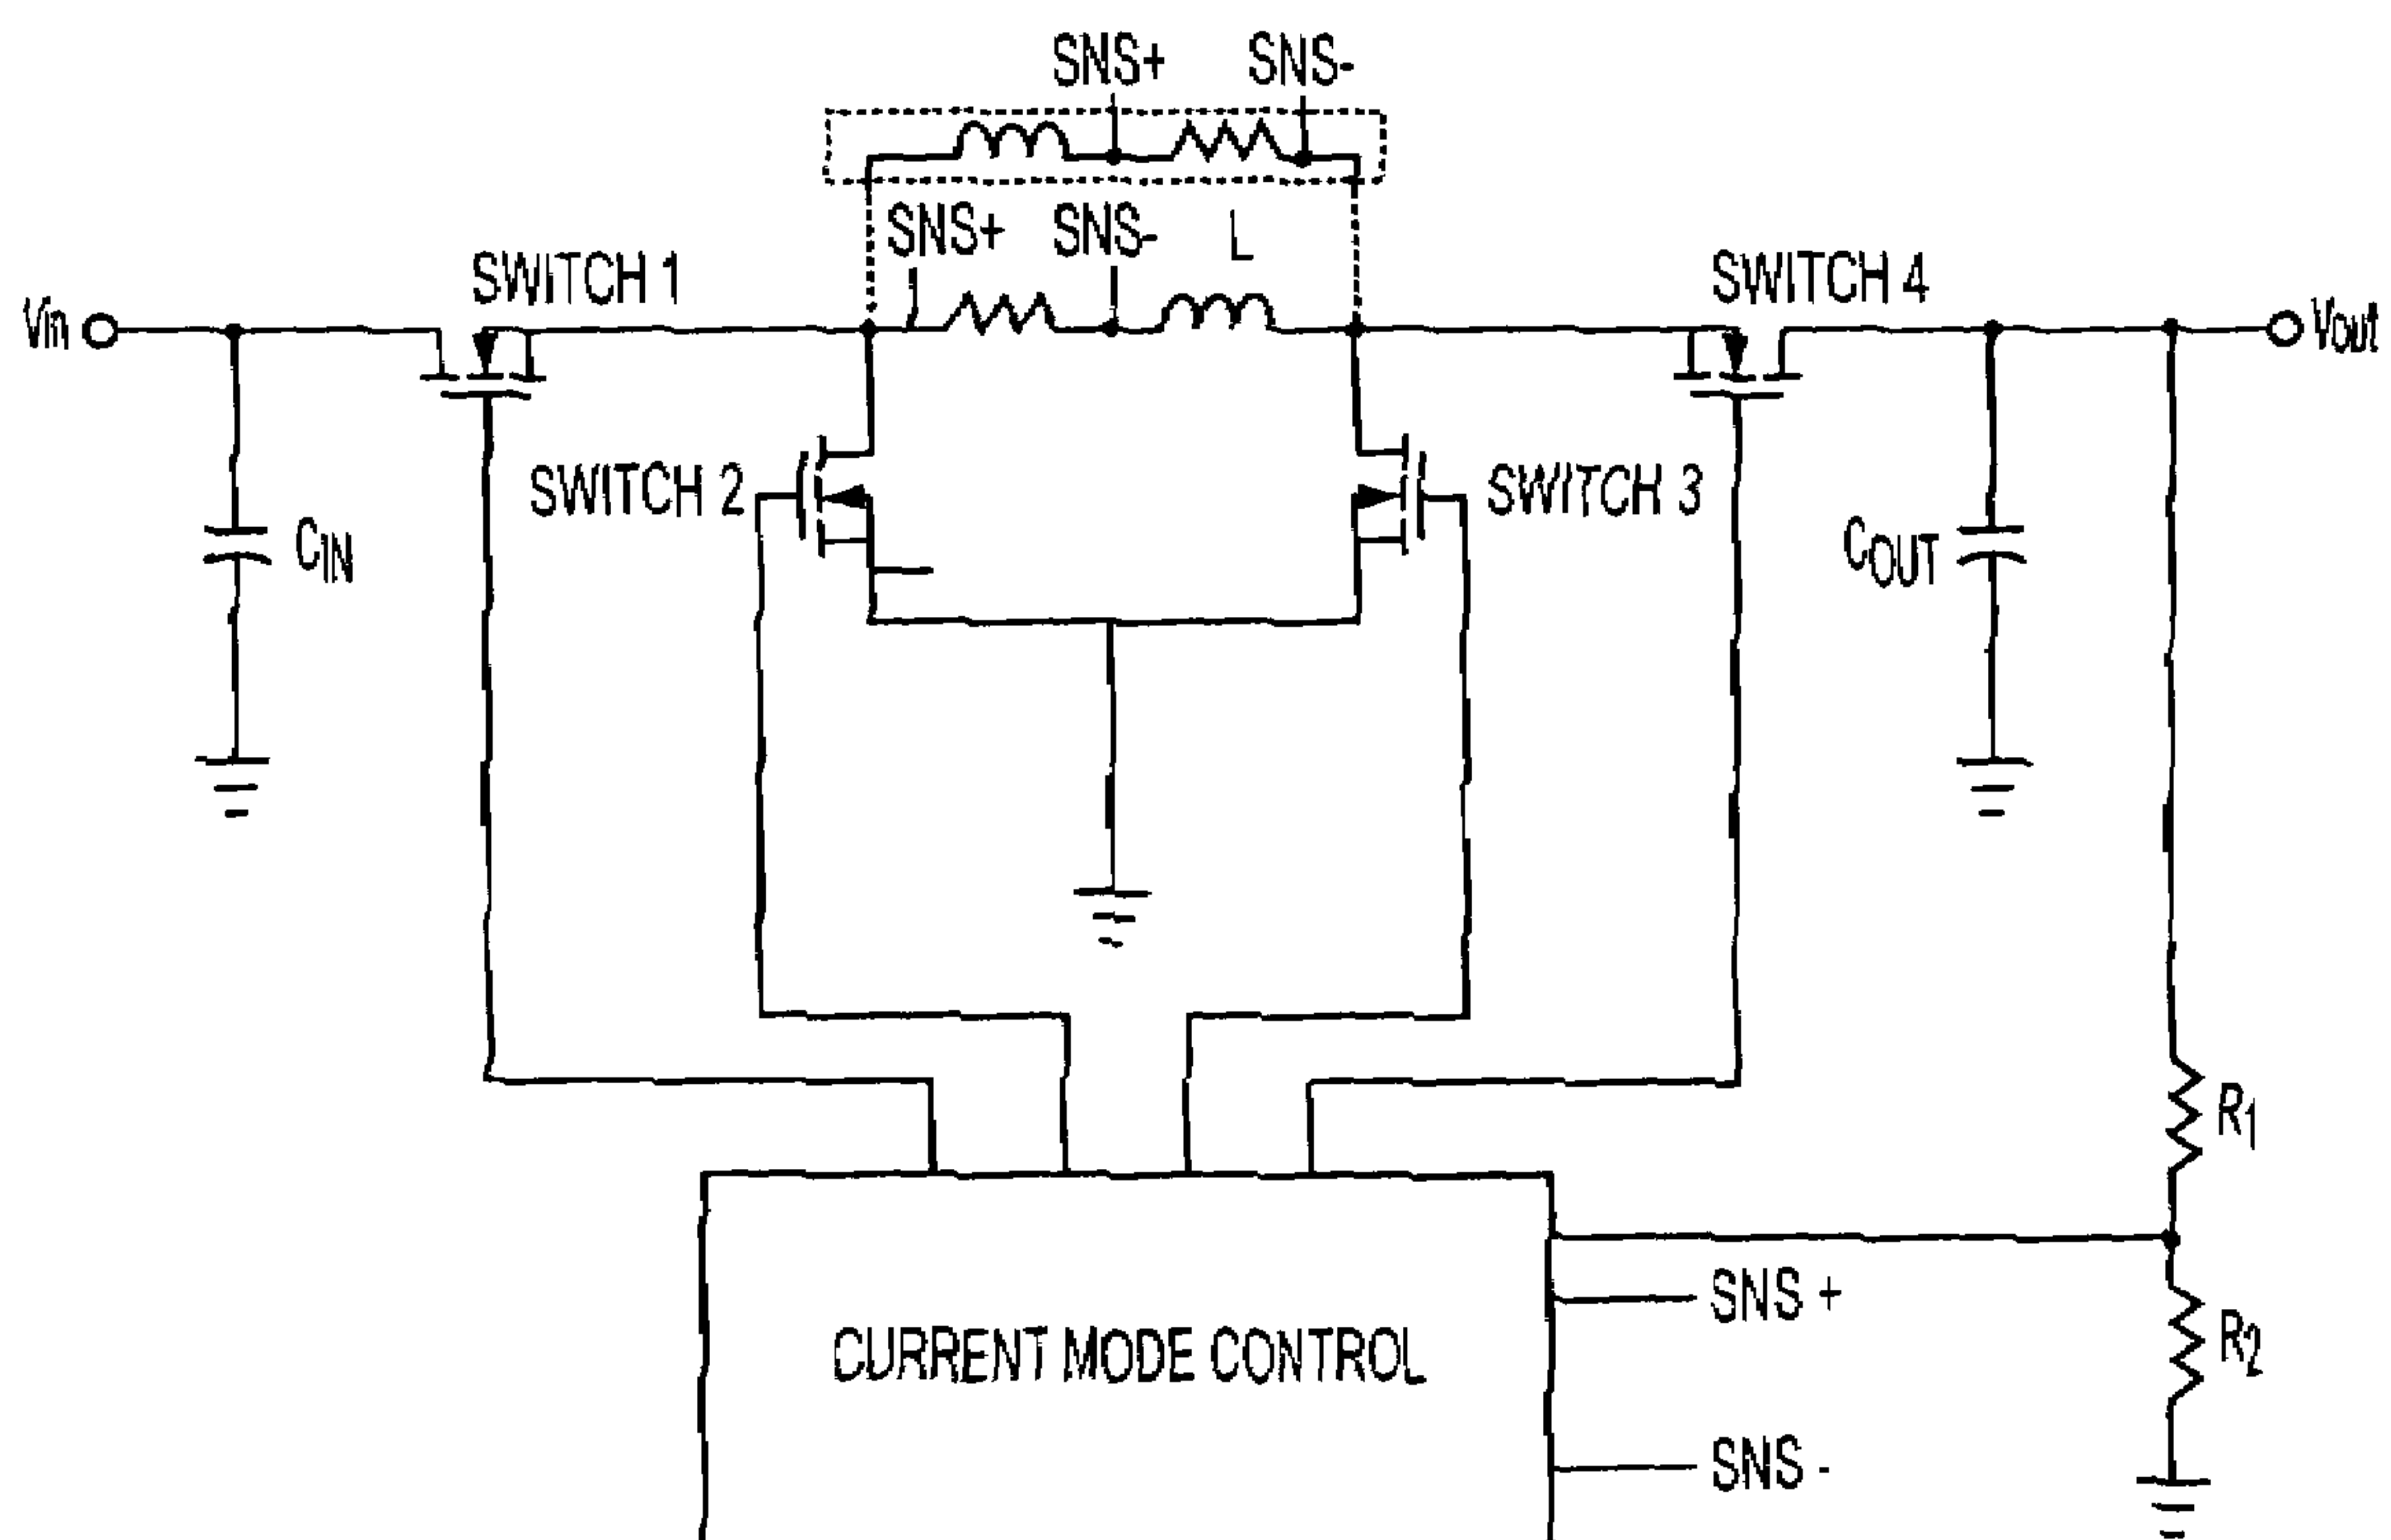 SNS+ SNS-
SNS+ SNS- L
SWITCH 1 SWITCH 4
Vin Vout
SWITCH 2 SWITCH 3
CIN COUT
R1
SNS +
CURRENT MODE CONTROL R2
SNS -